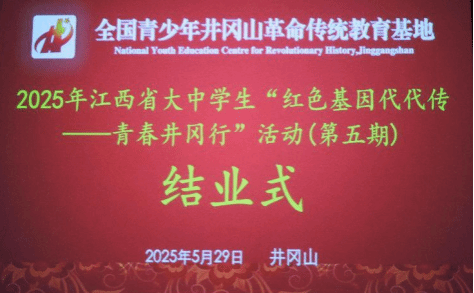 全国青少年井冈山革命传统教育基地
National Youth Education Centre for Revolutionary History,Jinggangshan
2025年江西省大中学生“红色基因代代传
——青春井冈行”活动(第五期)
结业式
2025年5月29日 井冈山